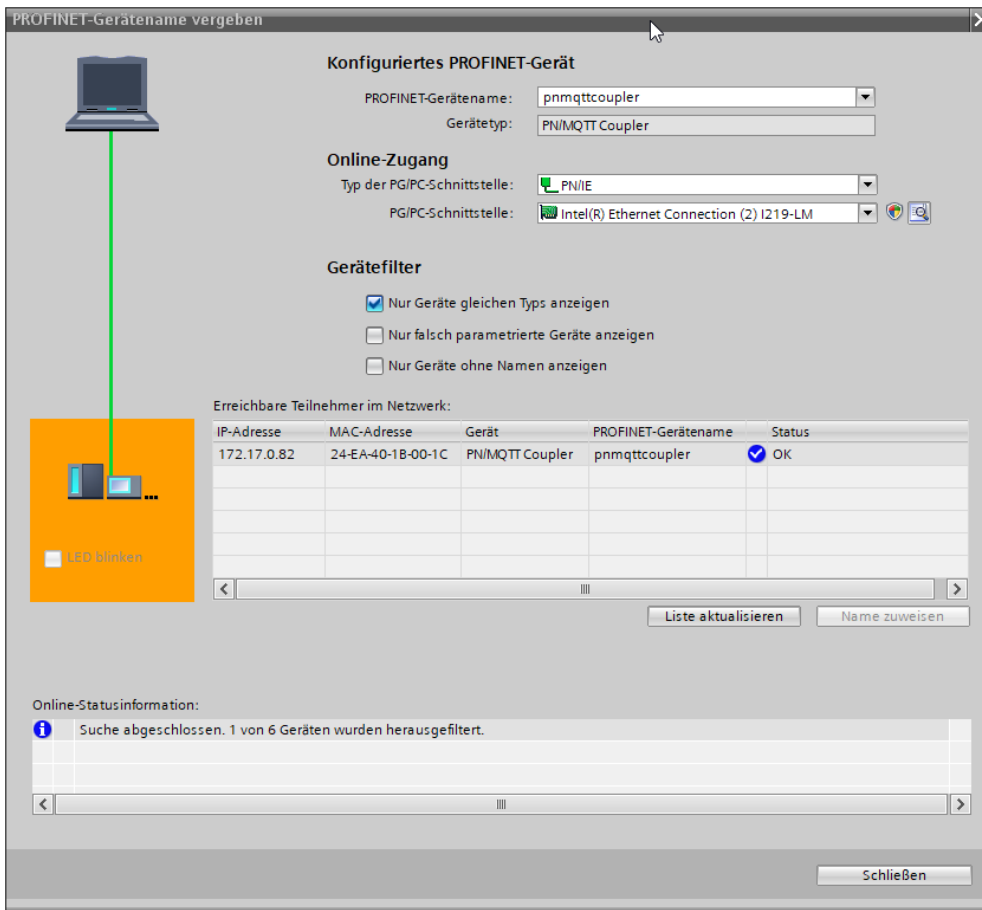 PROFINET-Gerätename vergeben
Konfiguriertes PROFINET-Gerät
PROFINET-Gerätename: pnmqttcoupler
Gerätetyp: PN/MQTT Coupler
Online-Zugang
Typ der PG/PC-Schnittstelle: PN/IE
PG/PC-Schnittstelle: Intel(R) Ethernet Connection (2) I219-LM
Gerätefilter
Nur Geräte gleichen Typs anzeigen
Nur falsch parametrierte Geräte anzeigen
Nur Geräte ohne Namen anzeigen
Erreichbare Teilnehmer im Netzwerk:
IP-Adresse MAC-Adresse Gerät PROFINET-Gerätename Status
172.17.0.82 24-EA-40-1B-00-1C PN/MQTT Coupler pnmqttcoupler OK
LED blinken
Liste aktualisieren Name zuweisen
Online-Statusinformation:
Suche abgeschlossen. 1 von 6 Geräten wurden herausgefiltert.
Schließen